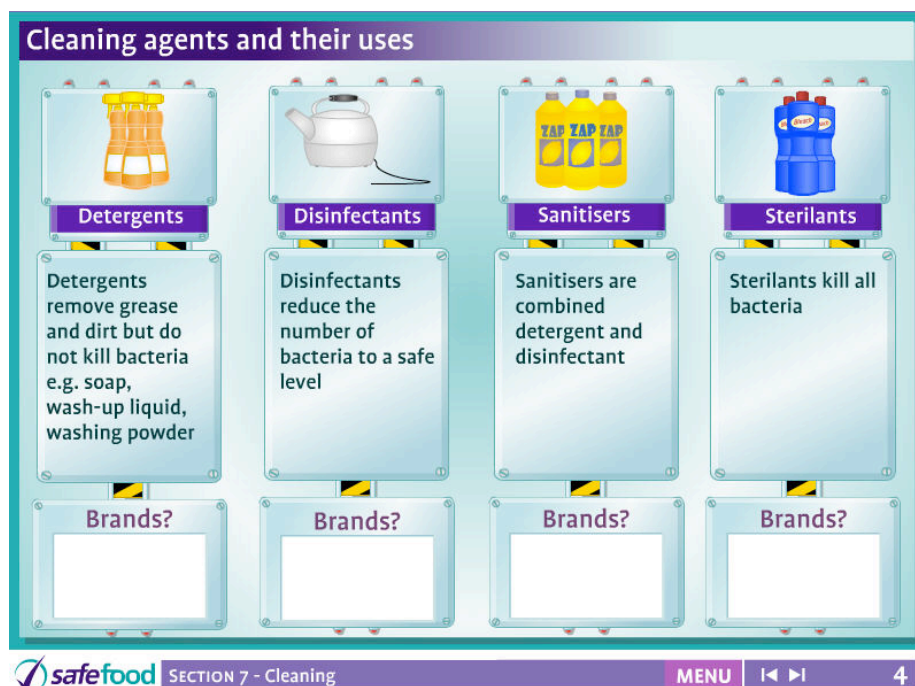 Cleaning agents and their uses
ZAP ZAP ZAP
Bleach
Detergents
Disinfectants
Sanitisers
Sterilants
Detergents
remove grease
and dirt but do
not kill bacteria
e.g. soap,
wash-up liquid,
washing powder
Disinfectants
reduce the
number of
bacteria to a safe
level
Sanitisers are
combined
detergent and
disinfectant
Sterilants kill all
bacteria
Brands?
Brands?
Brands?
Brands?
safefood SECTION 7 - Cleaning
MENU
4